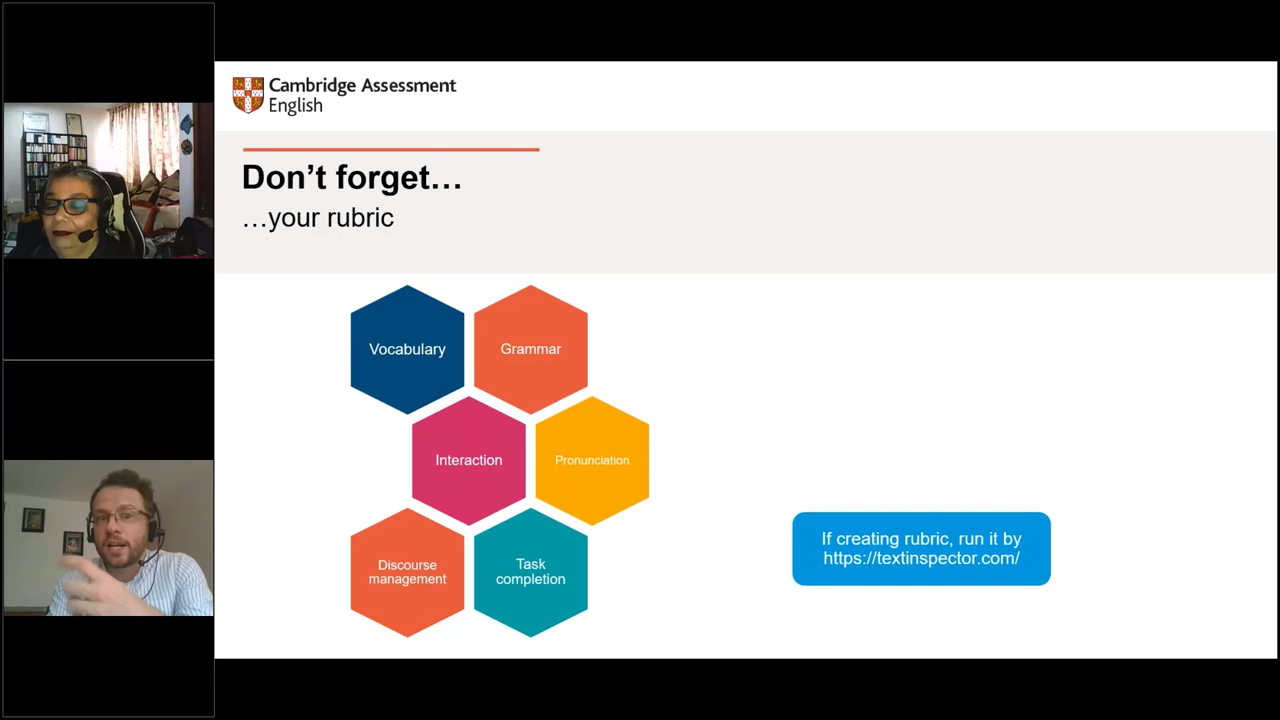 Cambridge Assessment
English
Don’t forget…
…your rubric
Vocabulary
Grammar
Interaction
Pronunciation
Discourse
management
Task
completion
If creating rubric, run it by
https://textinspector.com/